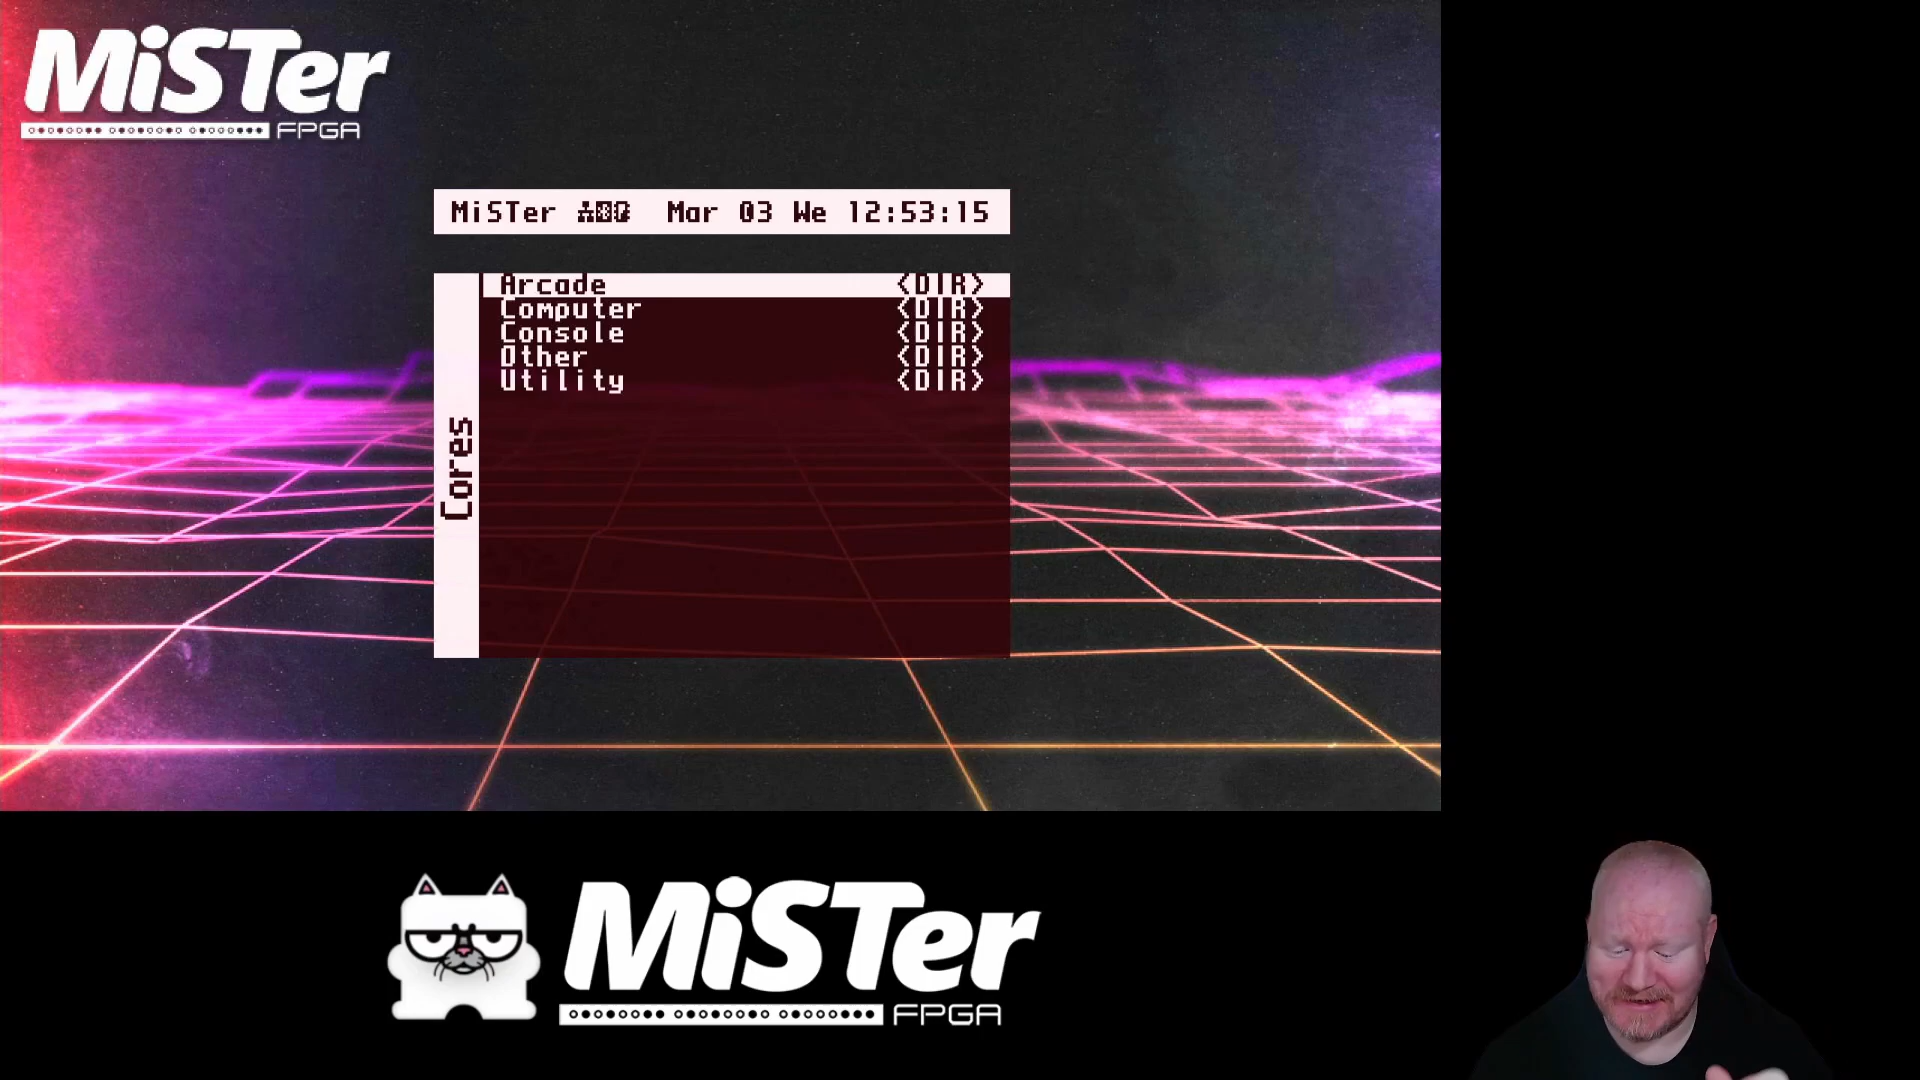 MiSTer
FPGA
MiSTer Mar 03 We 12:53:15
Cores
Arcade <DIR>
Computer <DIR>
Console <DIR>
Other <DIR>
Utility <DIR>
MiSTer
FPGA